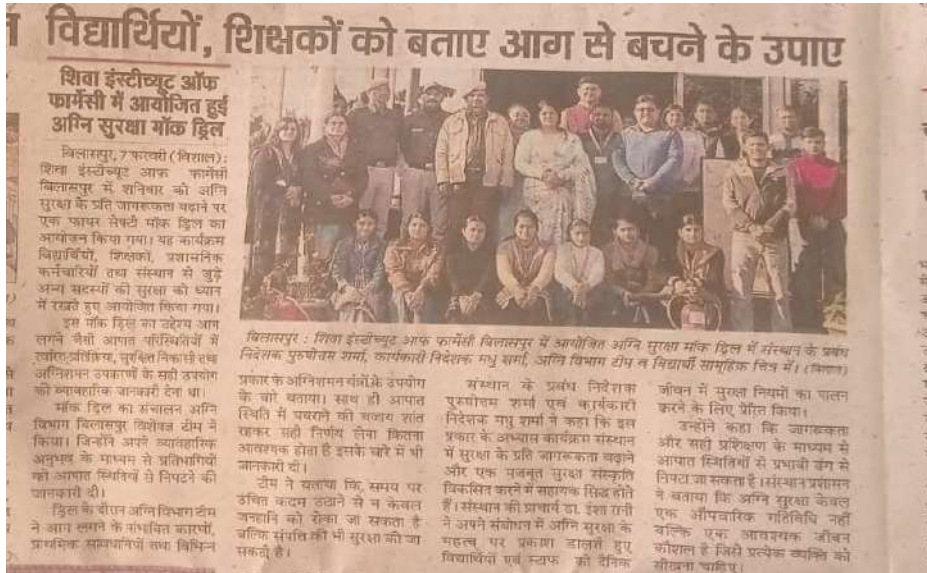 विद्यार्थियों, शिक्षकों को बताए आग से बचने के उपाए
शिवा इंस्टीच्यूट ऑफ
फार्मेसी में आयोजित हुई
अग्नि सुरक्षा मॉक ड्रिल
बिलासपुर, 7 फरवरी (विशाल):
शिवा इंस्टीच्यूट आफ फार्मेसी
बिलासपुर में शनिवार को अग्नि
सुरक्षा के प्रति जागरूकता बढ़ाने पर
एक फायर सेफ्टी मॉक ड्रिल का
आयोजन किया गया। यह कार्यक्रम
विद्यार्थियों, शिक्षकों, प्रशासनिक
कर्मचारियों तथा संस्थान से जुड़े
अन्य सदस्यों की सुरक्षा को ध्यान
में रखते हुए आयोजित किया गया।
इस मॉक ड्रिल का उद्देश्य आग
लगने जैसी आपात परिस्थितियों में
त्वरित प्रतिक्रिया, सुरक्षित निकासी तथा
अग्निशमन उपकरणों के सही उपयोग
की व्यावहारिक जानकारी देना था।
मॉक ड्रिल का संचालन अग्नि
विभाग बिलासपुर विशेषज्ञ टीम ने
किया। जिन्होंने अपने व्यावहारिक
अनुभव के माध्यम से प्रतिभागियों
को आपात स्थितियों से निपटने की
जानकारी दी।
ड्रिल के दौरान अग्नि विभाग टीम
ने आग लगने के संभावित कारणों,
प्राथमिक सावधानियों तथा विभिन्न
बिलासपुर : शिवा इंस्टीच्यूट आफ फार्मेसी बिलासपुर में आयोजित अग्नि सुरक्षा मॉक ड्रिल में संस्थान के प्रबंध
निदेशक पुरुषोत्तम शर्मा, कार्यकारी निदेशक मधु शर्मा, अग्नि विभाग टीम व विद्यार्थी सामूहिक चित्र में। (विशाल)
प्रकार के अग्निशमन यंत्रों के उपयोग
के बारे बताया। साथ ही आपात
स्थिति में घबराने की बजाय शांत
रहकर सही निर्णय लेना कितना
आवश्यक होता है इसके बारे में भी
जानकारी दी।
टीम ने बताया कि समय पर
उचित कदम उठाने से न केवल
जनहानि को रोका जा सकता है
बल्कि संपत्ति की भी सुरक्षा की जा
सकती है।
संस्थान के प्रबंध निदेशक
पुरुषोत्तम शर्मा एवं कार्यकारी
निदेशक मधु शर्मा ने कहा कि इस
प्रकार के अभ्यास कार्यक्रम संस्थान
में सुरक्षा के प्रति जागरूकता बढ़ाने
और एक मजबूत सुरक्षा संस्कृति
विकसित करने में सहायक सिद्ध होते
हैं। संस्थान की प्राचार्य डा. ईशा रानी
ने अपने संबोधन में अग्नि सुरक्षा के
महत्व पर प्रकाश डालते हुए
विद्यार्थियों एवं स्टाफ को दैनिक
जीवन में सुरक्षा नियमों का पालन
करने के लिए प्रेरित किया।
उन्होंने कहा कि जागरूकता
और सही प्रशिक्षण के माध्यम से
आपात स्थितियों से प्रभावी ढंग से
निपटा जा सकता है। संस्थान प्रशासन
ने बताया कि अग्नि सुरक्षा केवल
एक औपचारिक गतिविधि नहीं
बल्कि एक आवश्यक जीवन
कौशल है जिसे प्रत्येक व्यक्ति को
सीखना चाहिए।